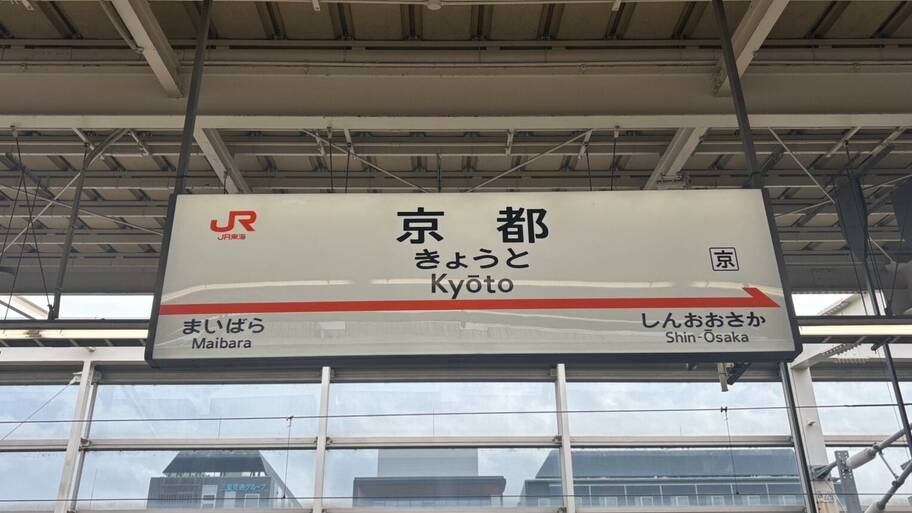 JR
JR東海
京都
きょうと
京
Kyōto
まいばら
しんおおさか
Maibara
Shin-Ōsaka